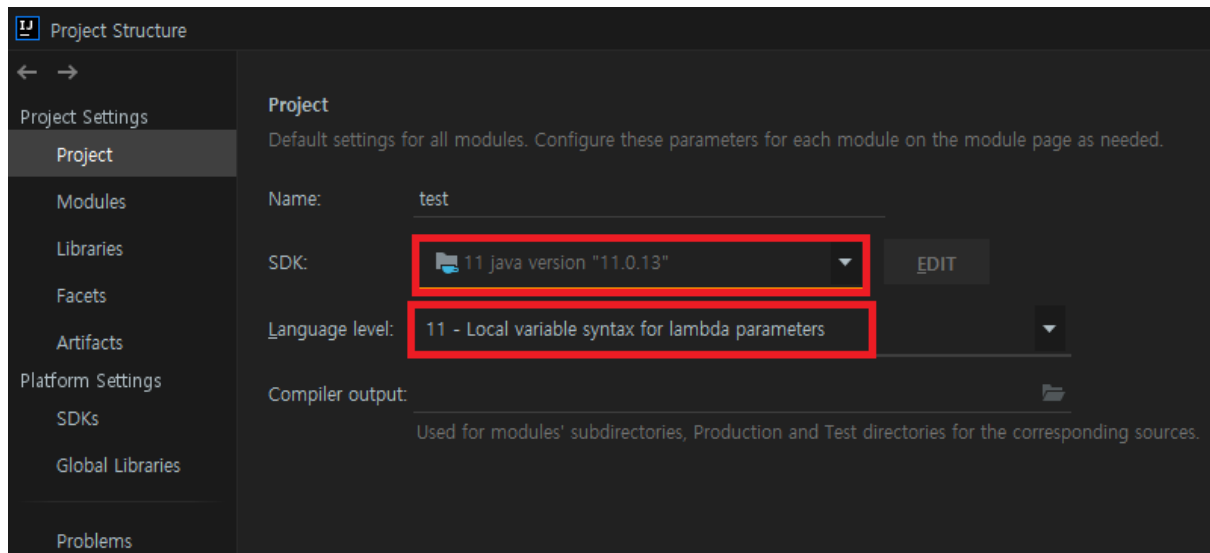 IJ Project Structure
← →
Project Settings
Project
Modules
Libraries
Facets
Artifacts
Platform Settings
SDKs
Global Libraries
Problems
Project
Default settings for all modules. Configure these parameters for each module on the module page as needed.
Name: test
SDK: 11 java version "11.0.13" EDIT
Language level: 11 - Local variable syntax for lambda parameters
Compiler output:
Used for modules' subdirectories, Production and Test directories for the corresponding sources.